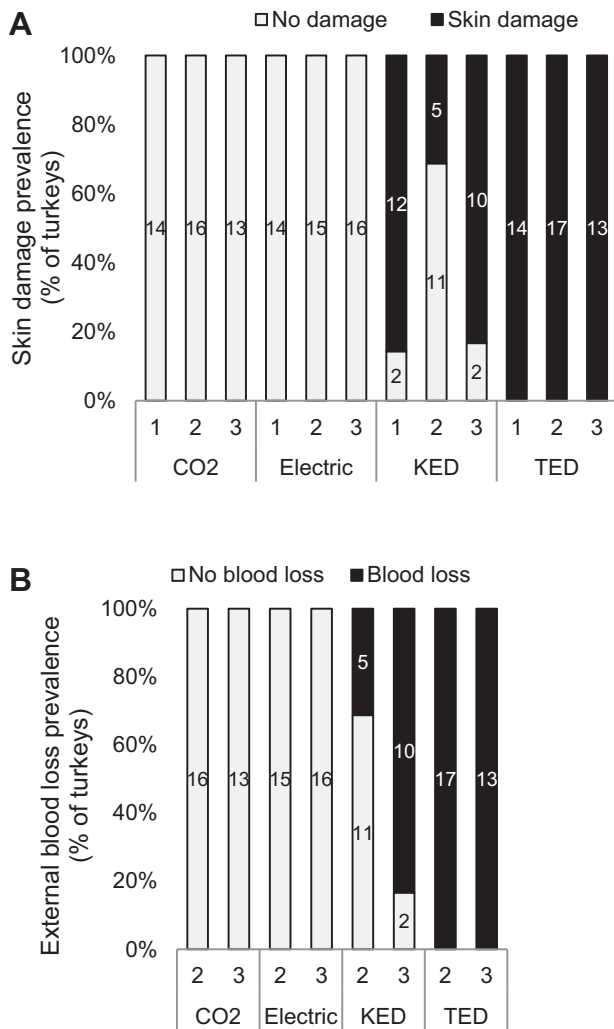 A
No damage Skin damage
Skin damage prevalence
(% of turkeys)
100%
80%
60%
40%
20%
0%
14 16 13 14 15 16 12 2 5 11 10 2 14 17 13
1 2 3 1 2 3 1 2 3 1 2 3
CO2 Electric KED TED
B
No blood loss Blood loss
External blood loss prevalence
(% of turkeys)
100%
80%
60%
40%
20%
0%
16 13 15 16 5 11 10 2 17 13
2 3 2 3 2 3 2 3
CO2 Electric KED TED